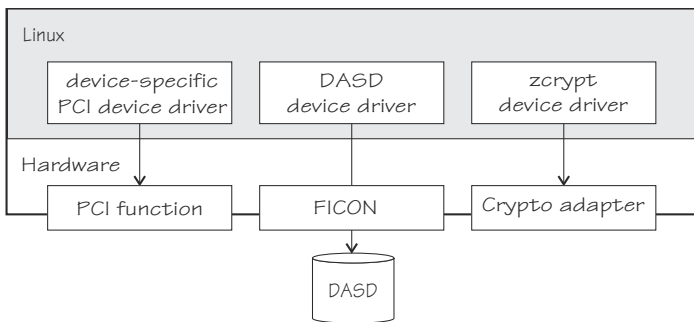 Linux
device-specific
PCI device driver
DASD
device driver
zcrypt
device driver
Hardware
PCI function
FICON
Crypto adapter
DASD